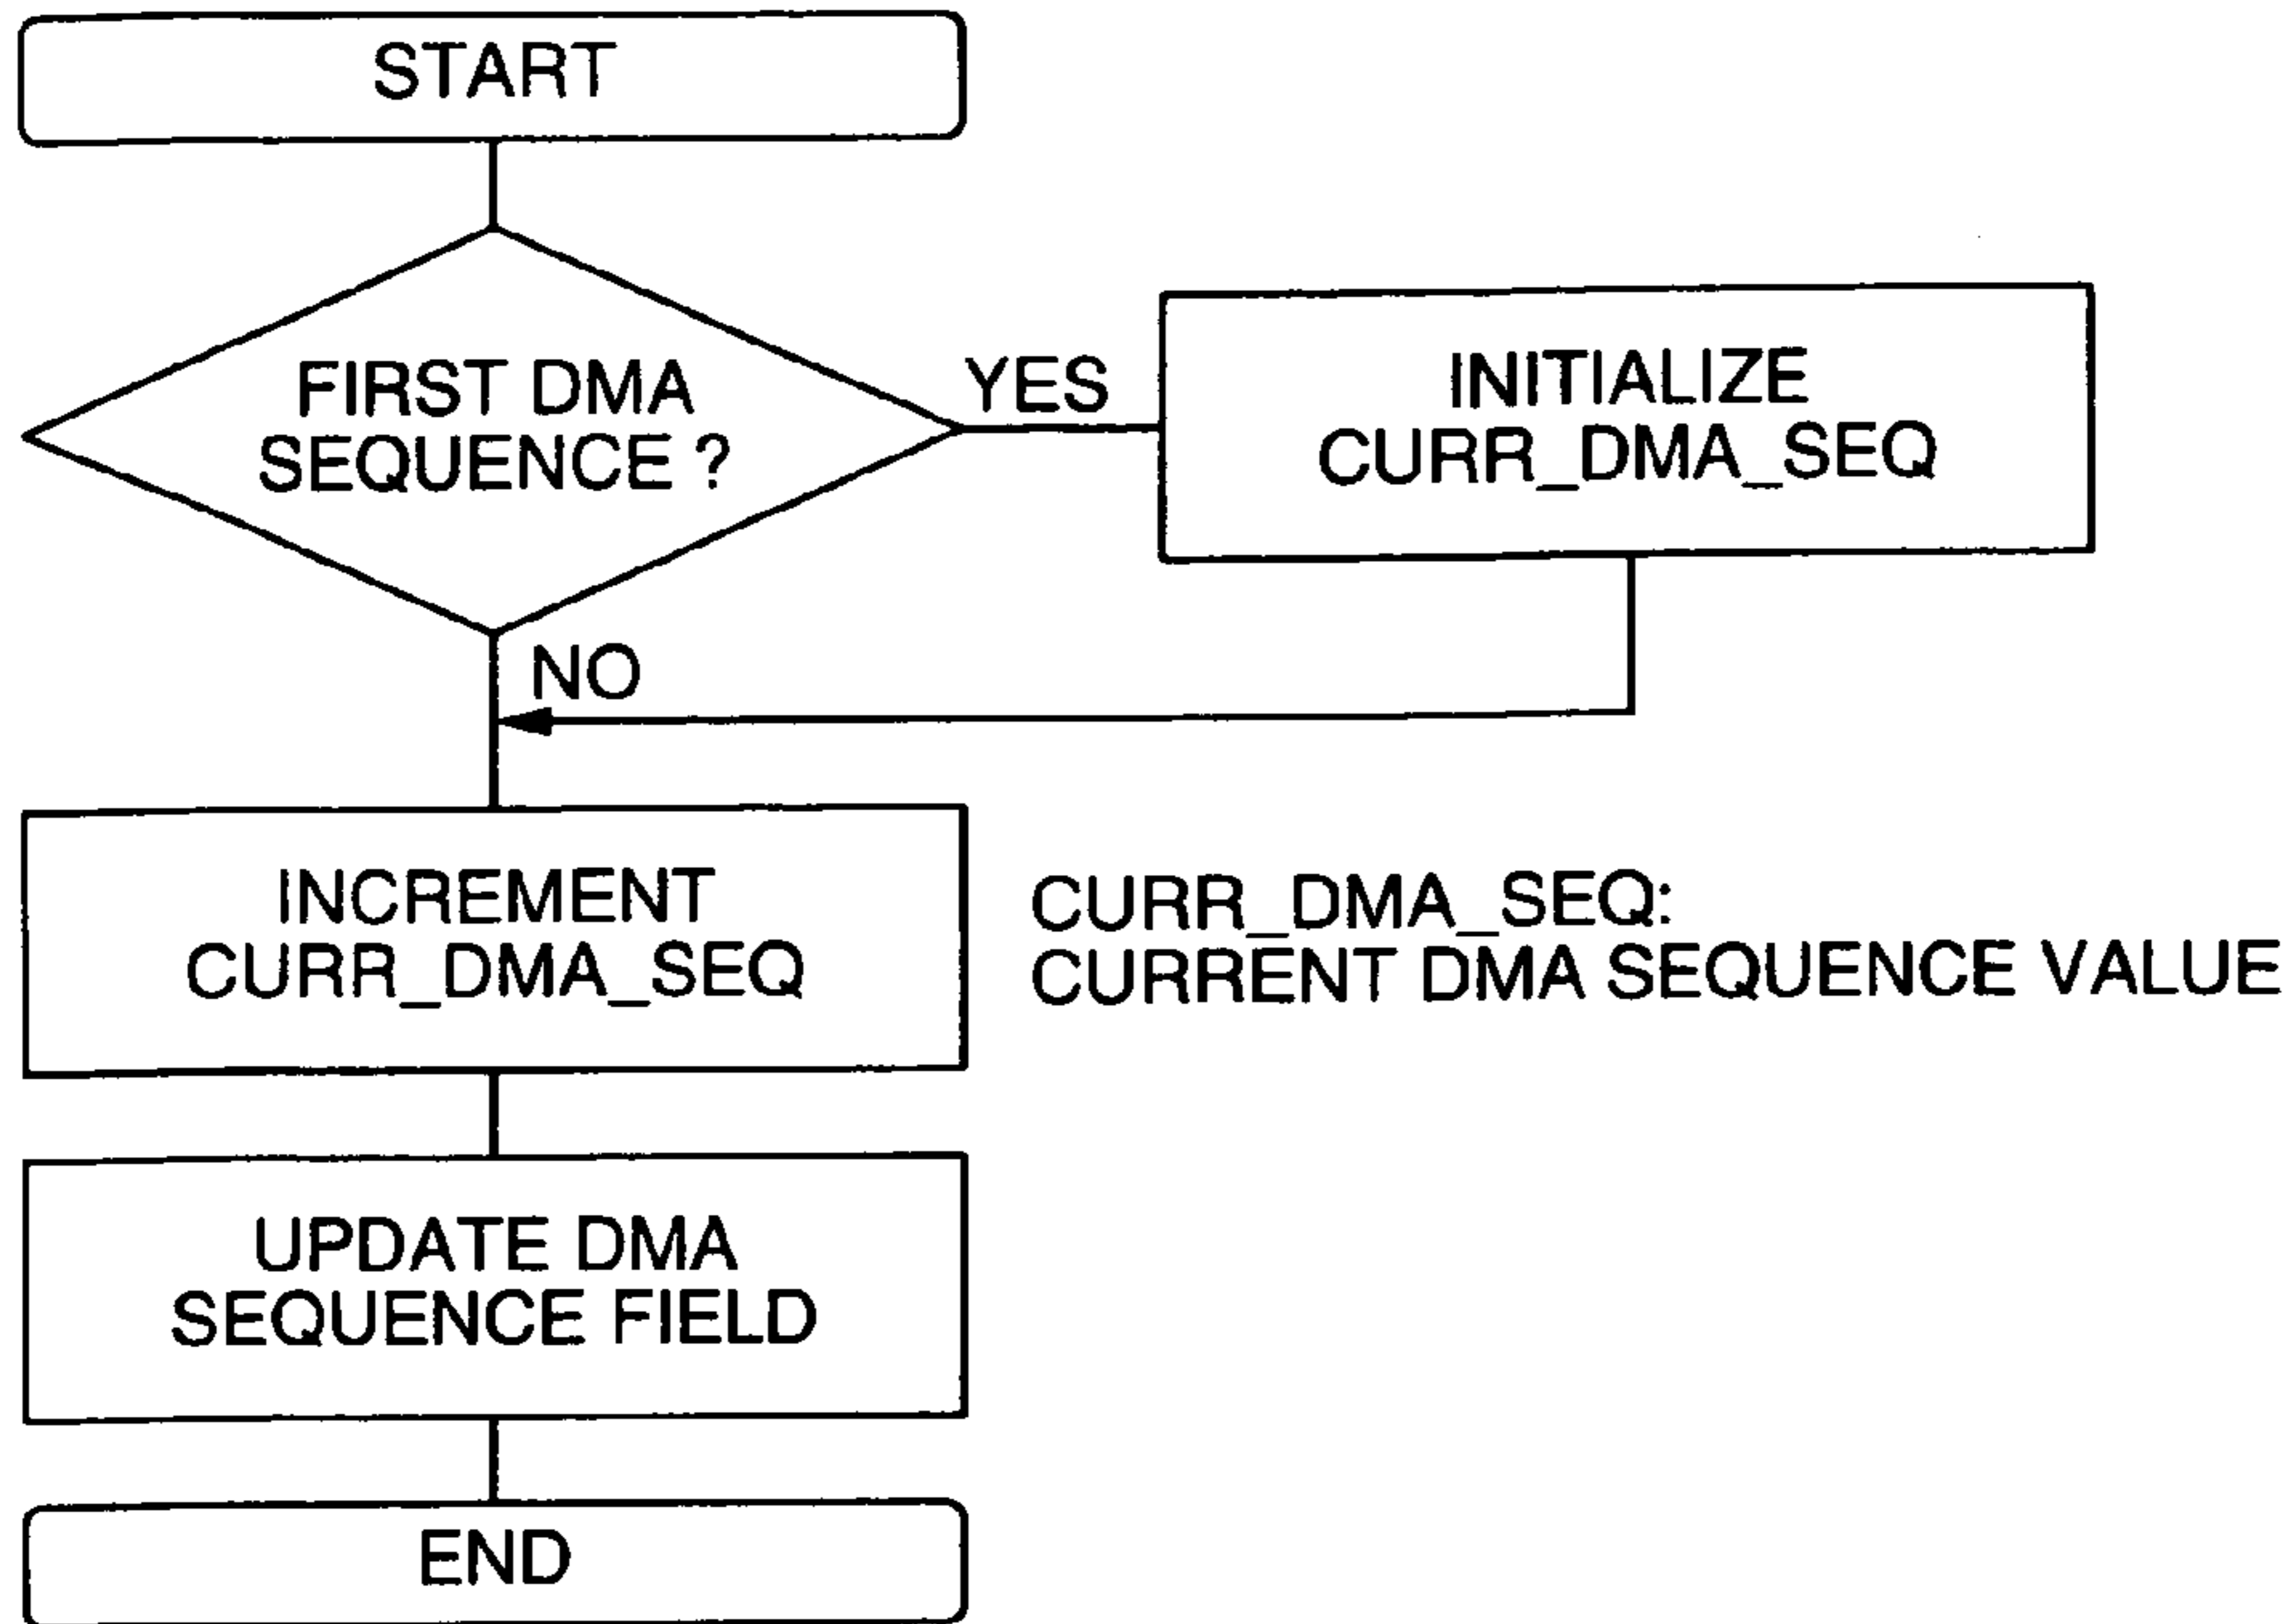 START
FIRST DMA
SEQUENCE ?
YES
INITIALIZE
CURR_DMA_SEQ
NO
INCREMENT
CURR_DMA_SEQ
CURR_DMA_SEQ:
CURRENT DMA SEQUENCE VALUE
UPDATE DMA
SEQUENCE FIELD
END